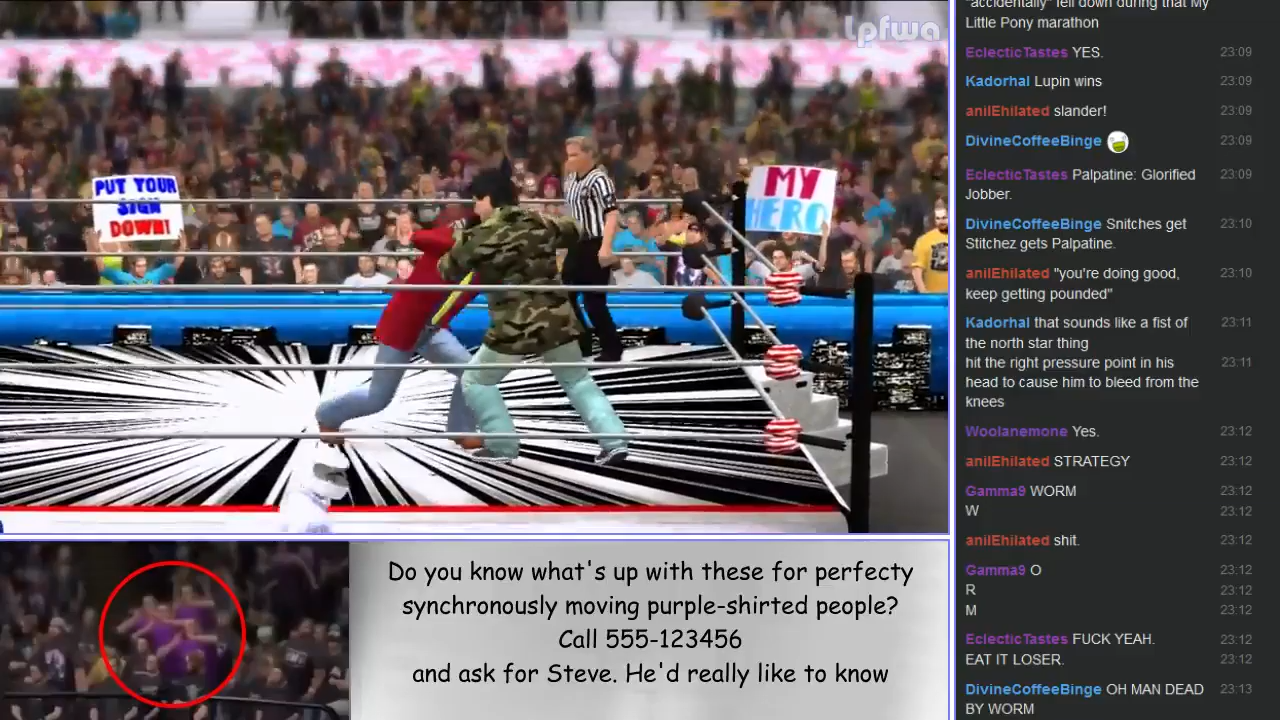 lpfwa
PUT YOUR
SIGN
DOWN!
MY
HERO
Do you know what's up with these for perfecty
synchronously moving purple-shirted people?
Call 555-123456
and ask for Steve. He'd really like to know
"accidentally" fell down during that My
Little Pony marathon
EclecticTastes YES. 23:09
Kadorhal Lupin wins 23:09
anilEhilated slander! 23:09
DivineCoffeeBinge 23:09
EclecticTastes Palpatine: Glorified 23:09
Jobber.
DivineCoffeeBinge Snitches get 23:10
Stitchez gets Palpatine.
anilEhilated "you're doing good, 23:10
keep getting pounded"
Kadorhal that sounds like a fist of 23:11
the north star thing
hit the right pressure point in his 23:11
head to cause him to bleed from the
knees
Woolanemone Yes. 23:12
anilEhilated STRATEGY 23:12
Gamma9 WORM 23:12
W 23:12
anilEhilated shit. 23:12
Gamma9 O 23:12
R 23:12
M 23:12
EclecticTastes FUCK YEAH. 23:12
EAT IT LOSER. 23:12
DivineCoffeeBinge OH MAN DEAD 23:13
BY WORM